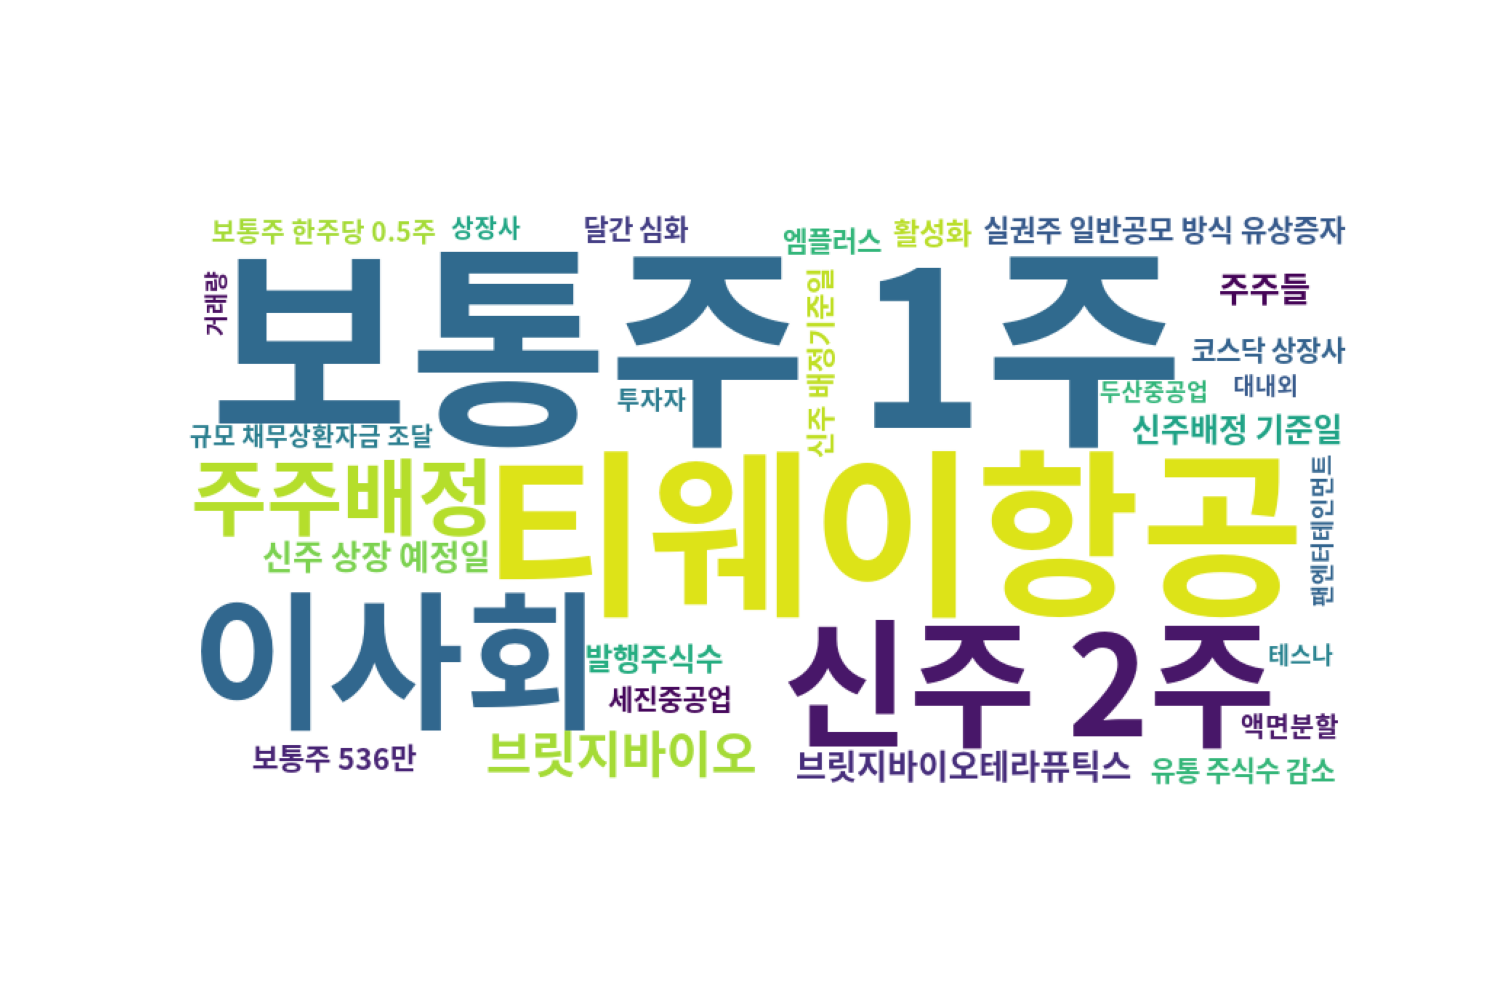 보통주 한주당 0.5주
상장사
달간 심화
엠플러스
활성화
실권주 일반공모 방식 유상증자
거래량
보통주 1주
신주 배정기준일
주주들
코스닥 상장사
투자자
두산중공업
대내외
규모 채무상환자금 조달
신주배정 기준일
주주배정
티웨이항공
팬엔터테인먼트
신주 상장 예정일
이사회
발행주식수
신주 2주
테스나
세진중공업
액면분할
보통주 536만
브릿지바이오
브릿지바이오테라퓨틱스
유통 주식수 감소